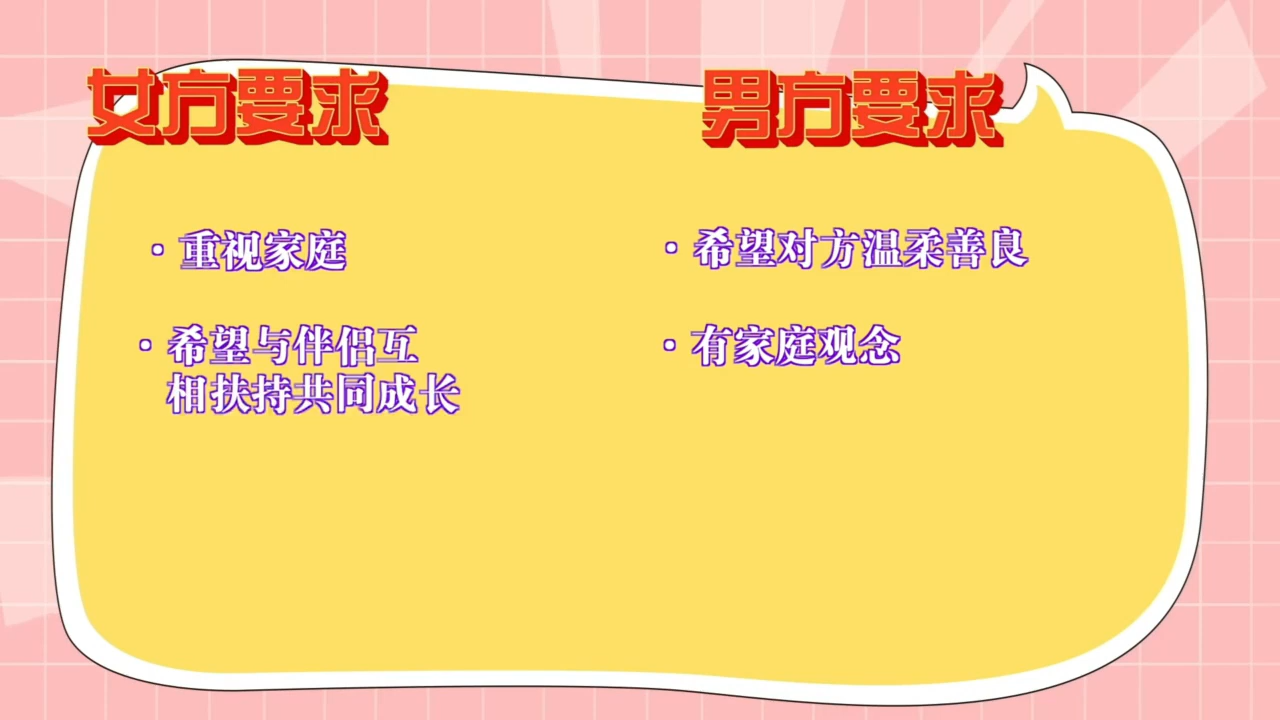 女方要求
·重视家庭
·希望与伴侣互
相扶持共同成长
男方要求
·希望对方温柔善良
·有家庭观念